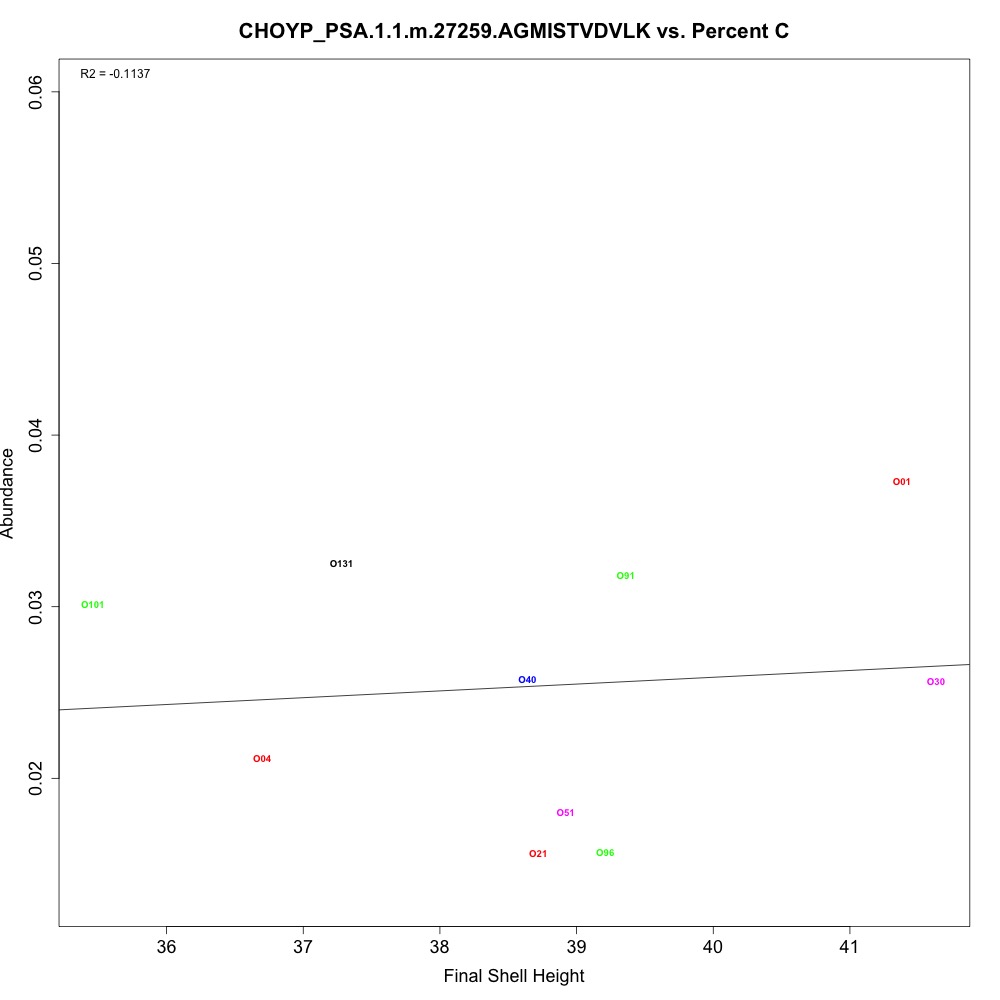 CHOYP_PSA.1.1.m.27259.AGMISTVDVLK vs. Percent C
R2 = -0.1137
0.06
0.05
0.04
0.03
0.02
Abundance
O01
O131
O91
O101
O40
O30
O04
O51
O21
O96
36
37
38
39
40
41
Final Shell Height